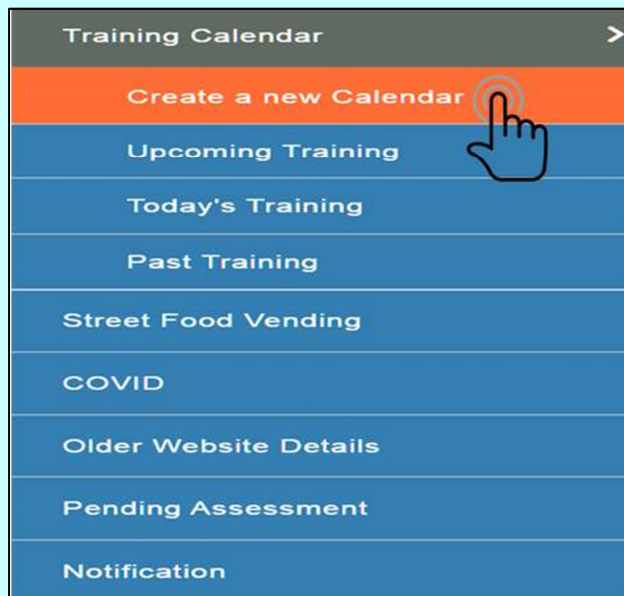 Training Calendar >
Create a new Calendar
Upcoming Training
Today's Training
Past Training
Street Food Vending
COVID
Older Website Details
Pending Assessment
Notification